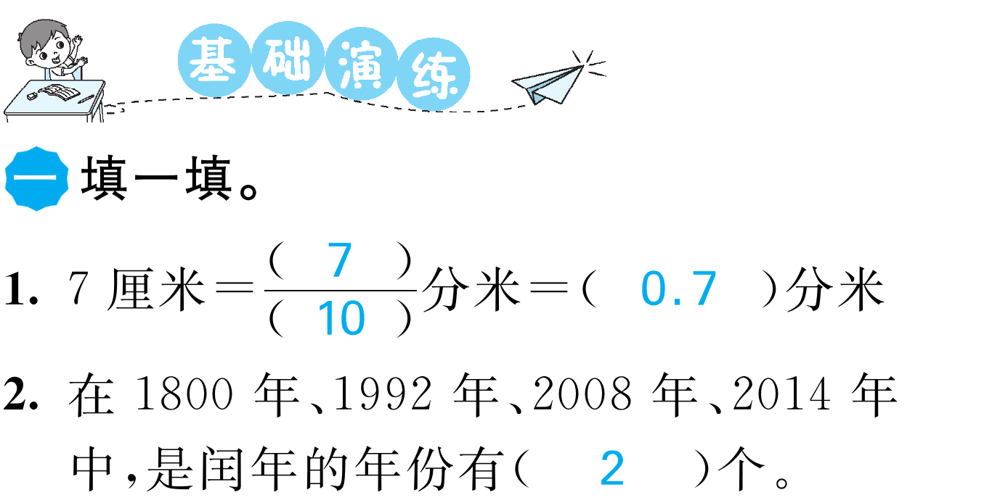 基础演练
一 填一填。
1. 7 厘米=( 7 )/( 10 )分米=( 0.7 )分米
2. 在 1800 年、1992 年、2008 年、2014 年
中,是闰年的年份有( 2 )个。